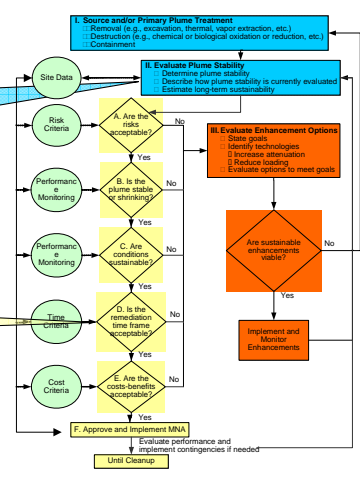 I. Source and/or Primary Plume Treatment
Removal (e.g., excavation, thermal, vapor extraction, etc.)
Destruction (e.g., chemical or biological oxidation or reduction, etc.)
Containment
II. Evaluate Plume Stability
Determine plume stability
Describe how plume stability is currently evaluated
Estimate long-term sustainability
Site Data
Risk
Criteria
A. Are the
risks
acceptable?
No
Yes
III. Evaluate Enhancement Options
State goals
Identify technologies
Increase attenuation
Reduce loading
Evaluate options to meet goals
Performanc
e
Monitoring
B. Is the
plume stable
or shrinking?
No
Yes
Performanc
e
Monitoring
C. Are
conditions
sustainable?
No
Yes
Are sustainable
enhancements
viable?
No
Yes
Time
Criteria
D. Is the
remediation
time frame
acceptable?
No
Yes
Implement and
Monitor
Enhancements
Cost
Criteria
E. Are the
costs-benefits
acceptable?
No
Yes
F. Approve and Implement MNA
Evaluate performance and
implement contingencies if needed
Until Cleanup